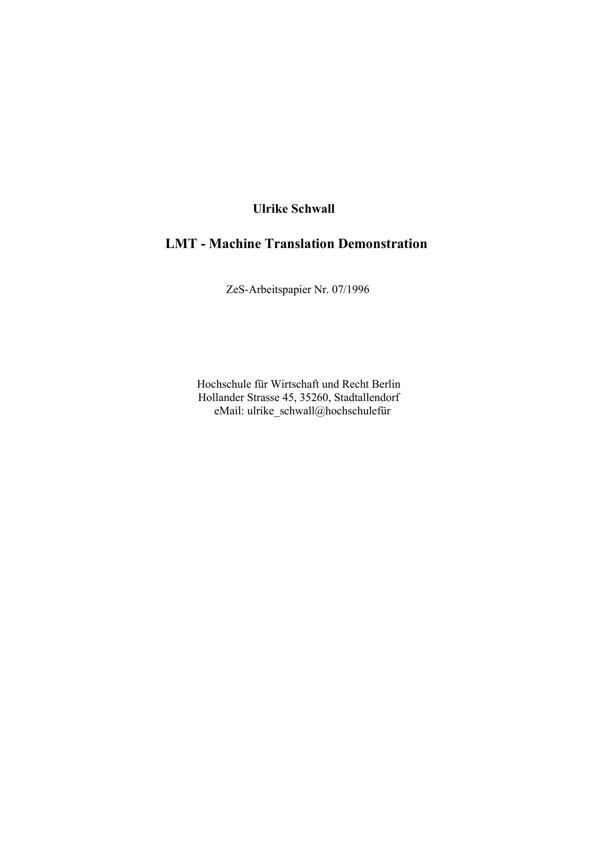 Ulrike Schwall
LMT - Machine Translation Demonstration
ZeS-Arbeitspapier Nr. 07/1996
Hochschule für Wirtschaft und Recht Berlin
Hollander Strasse 45, 35260, Stadtallendorf
eMail: ulrike_schwall@hochschulefür